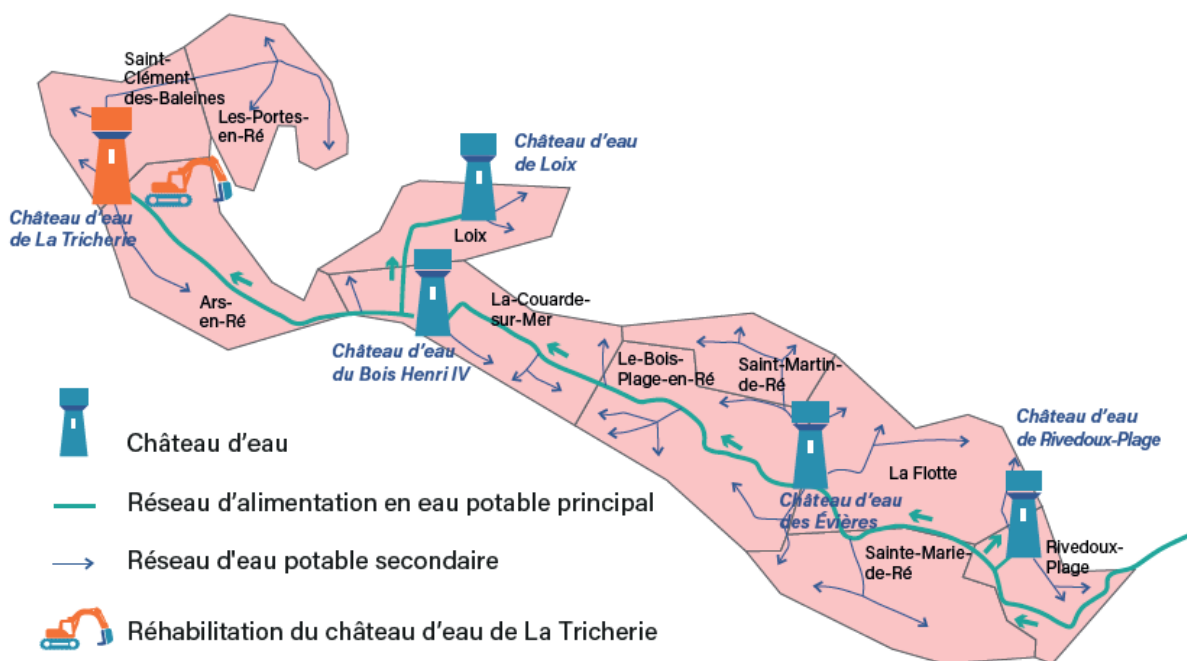 Saint-
Clément-
des-Baleines
Les-Portes-
en-Ré
Château d'eau
de Loix
Château d'eau
de La Tricherie
Loix
Ars-
en-Ré
La-Couarde-
sur-Mer
Château d'eau
du Bois Henri IV
Le-Bois-
Plage-en-Ré
Saint-Martin-
de-Ré
Château d'eau
de Rivedoux-Plage
La Flotte
Château d'eau
des Évières
Sainte-Marie-
de-Ré
Rivedoux-
Plage
Château d'eau
Réseau d'alimentation en eau potable principal
Réseau d'eau potable secondaire
Réhabilitation du château d'eau de La Tricherie